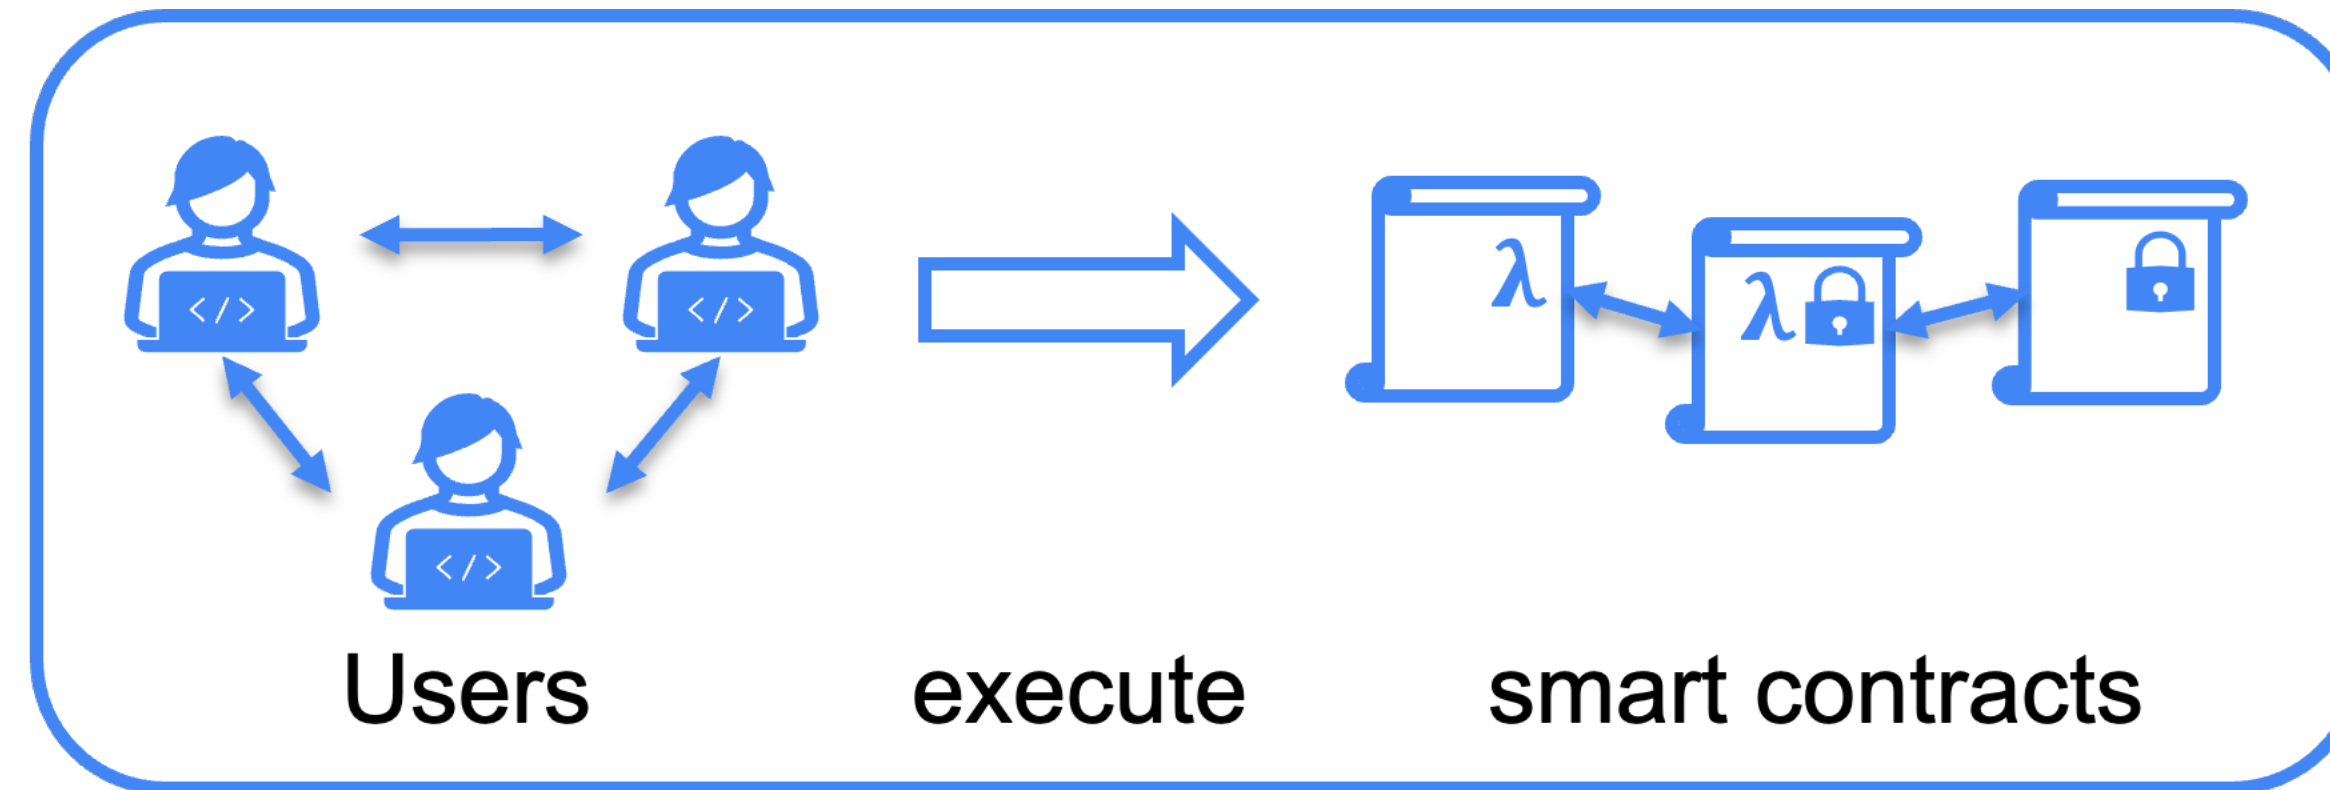 </>
</>
</>
λ
λ
Users execute smart contracts